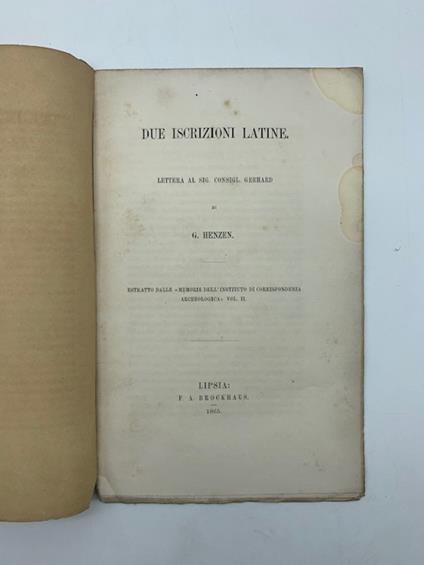 DUE ISCRIZIONI LATINE.
LETTERA AL SIG. CONSIGL. GERHARD
DI
G. HENZEN.
ESTRATTO DALLE «MEMORIE DELL'INSTITUTO DI CORRISPONDENZA
ARCHEOLOGICA» VOL. II.
LIPSIA:
F. A. BROCKHAUS.
1865.